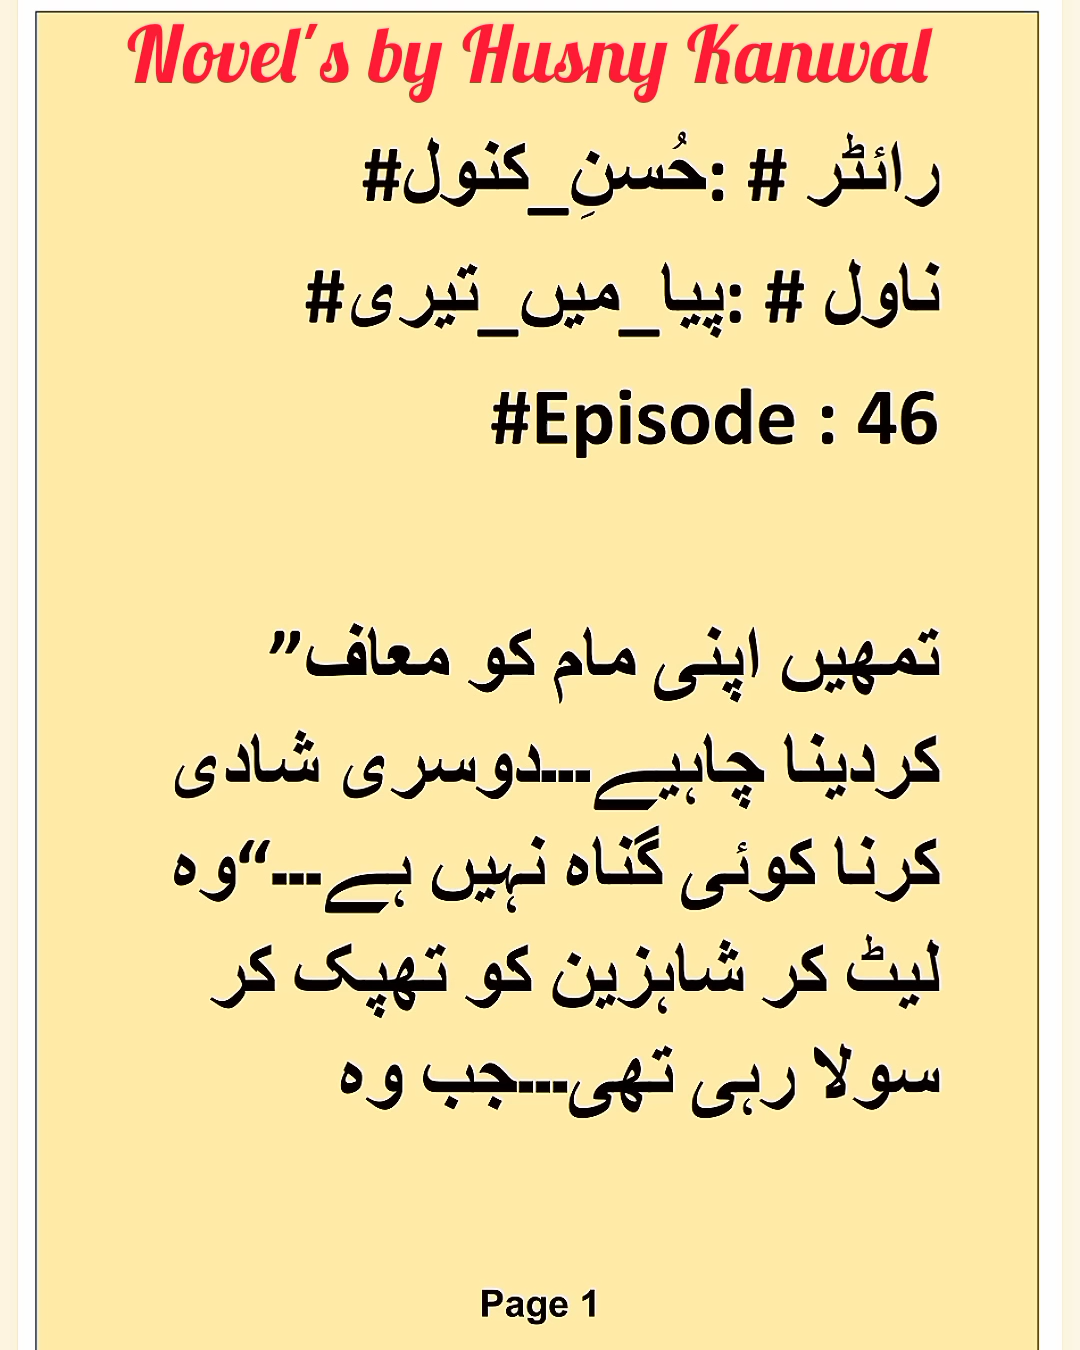 Novel's by Husny Kanwal
رائٹر # :حُسنِ_کنول#
ناول # :پیا_میں_تیری#
#Episode : 46
تمھیں اپنی مام کو معاف”
کردینا چاہیے...دوسری شادی
کرنا کوئی گناہ نہیں ہے...“وہ
لیٹ کر شاہزین کو تھپک کر
سولا رہی تھی...جب وہ
Page 1